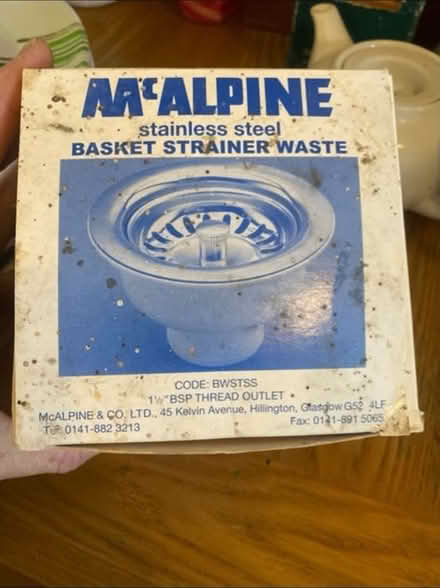 McALPINE
stainless steel
BASKET STRAINER WASTE
CODE: BWSTSS
1½" BSP THREAD OUTLET
McALPINE & CO. LTD., 45 Kelvin Avenue, Hillington, Glasgow G52 4LF
Tel: 0141-882 3213 Fax: 0141-891 5065